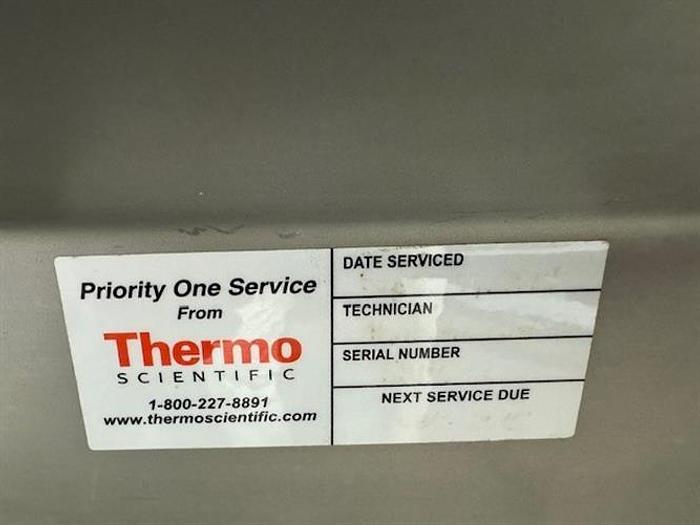 Priority One Service
From
Thermo
SCIENTIFIC
1-800-227-8891
www.thermoscientific.com
DATE SERVICED
TECHNICIAN
SERIAL NUMBER
NEXT SERVICE DUE